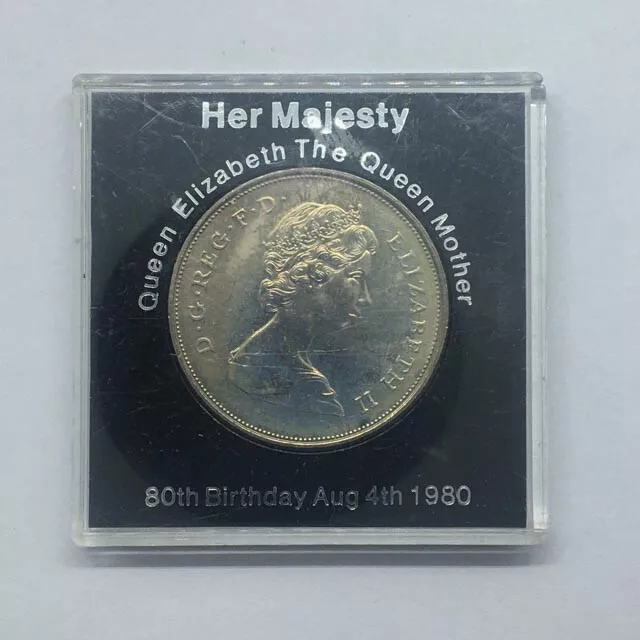 Her Majesty
Queen Elizabeth The Queen Mother
D·G·REG·F·D· ELIZABETH II
80th Birthday Aug 4th 1980